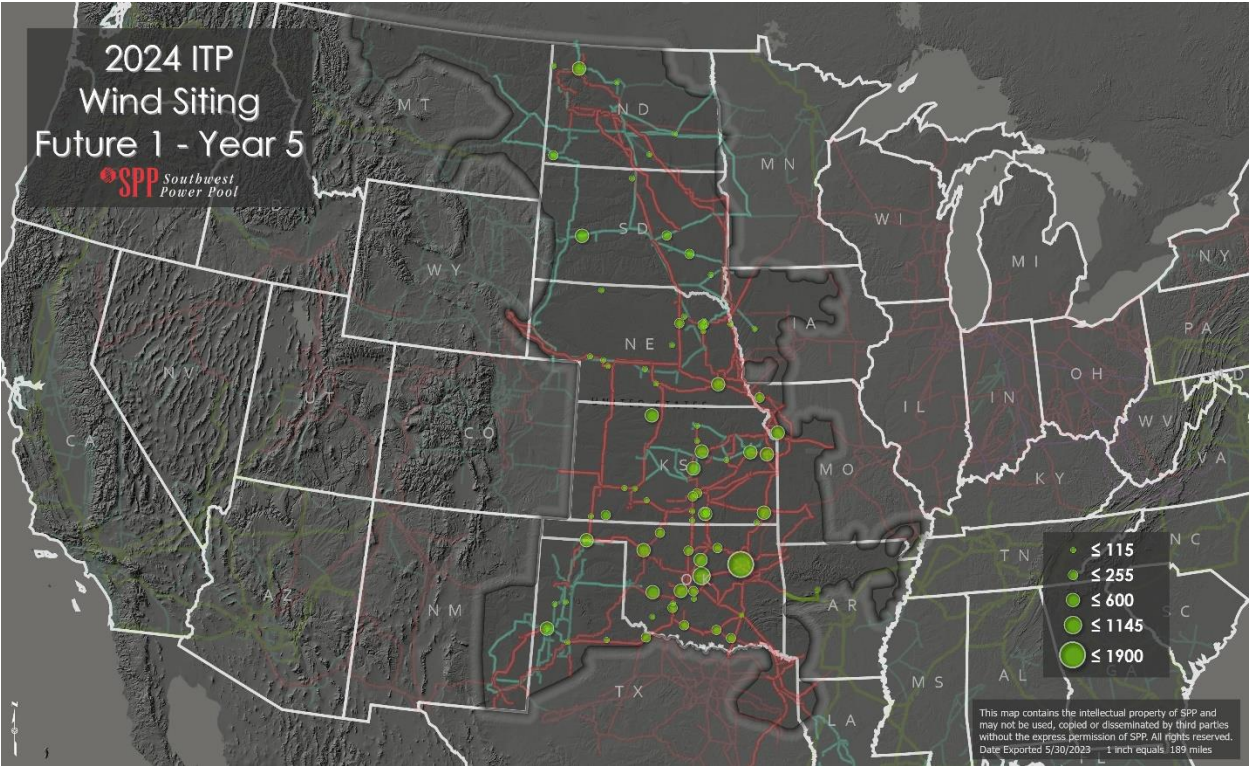 2024 ITP
Wind Siting
Future 1 - Year 5
SPP Southwest
Power Pool
MT
ND
MN
SD
WI
WY
MI
NY
IA
NE
PA
NV
UT
OH
IL
IN
CO
WV
CA
KS
MO
KY
VA
TN
NC
OK
AR
AZ
NM
SC
TX
MS
AL
GA
LA
≤ 115
≤ 255
≤ 600
≤ 1145
≤ 1900
This map contains the intellectual property of SPP and
may not be used, copied or disseminated by third parties
without the express permission of SPP. All rights reserved.
Date Exported 5/30/2023 1 inch equals 189 miles